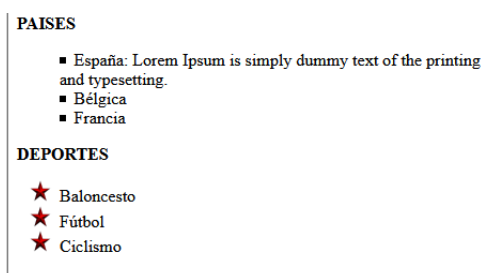 PAISES
España: Lorem Ipsum is simply dummy text of the printing
and typesetting.
Bélgica
Francia
DEPORTES
Baloncesto
Fútbol
Ciclismo